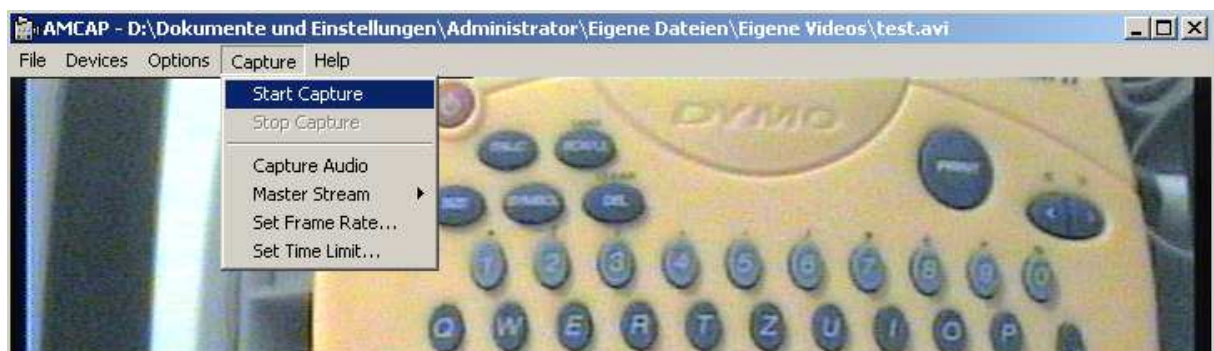 AMCAP - D:\Dokumente und Einstellungen\Administrator\Eigene Dateien\Eigene Videos\test.avi
File Devices Options Capture Help
Start Capture
Stop Capture
Capture Audio
Master Stream
Set Frame Rate...
Set Time Limit...
DYMO
PRINT
SYMBOL DEL
1 2 3 4 5 6 7 8 9 0
Q W E R T Z U I O P